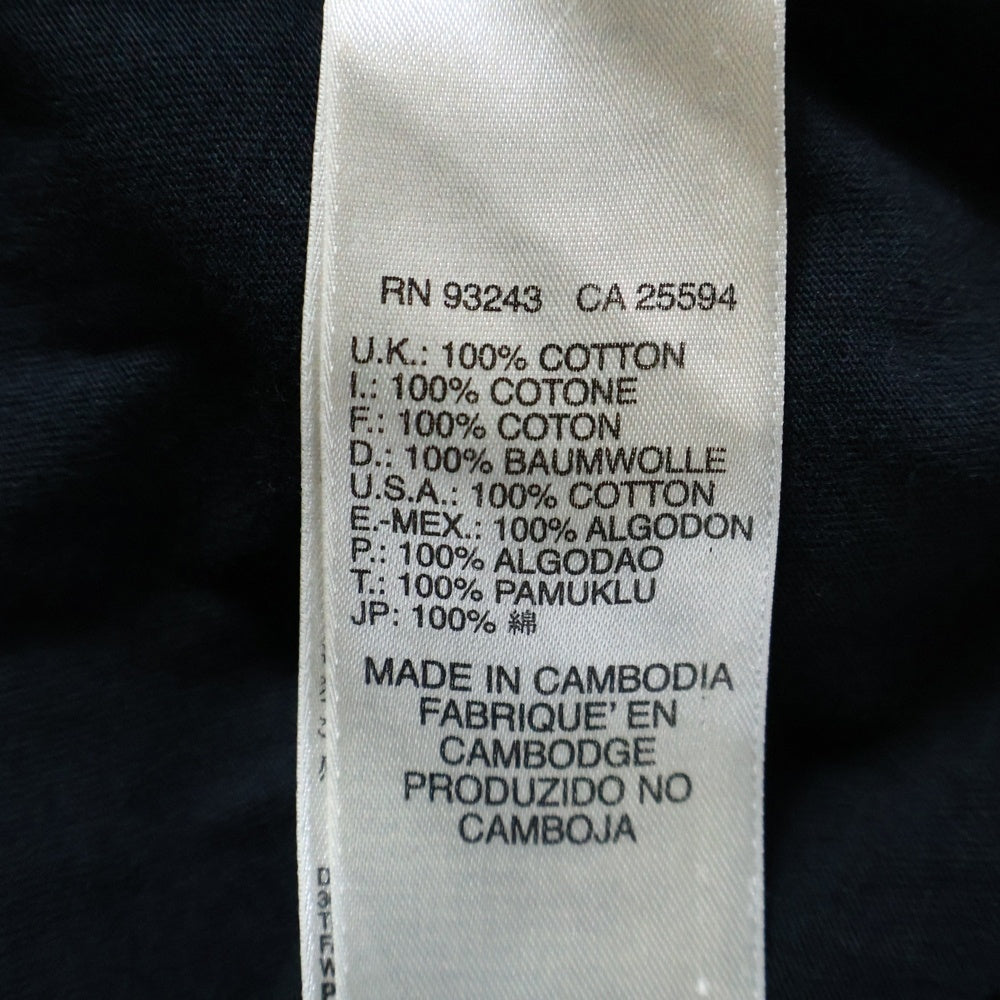 RN 93243 CA 25594
U.K.: 100% COTTON
I.: 100% COTONE
F.: 100% COTON
D.: 100% BAUMWOLLE
U.S.A.: 100% COTTON
E.-MEX.: 100% ALGODON
P.: 100% ALGODAO
T.: 100% PAMUKLU
JP: 100% 綿
MADE IN CAMBODIA
FABRIQUE' EN
CAMBODGE
PRODUZIDO NO
CAMBOJA